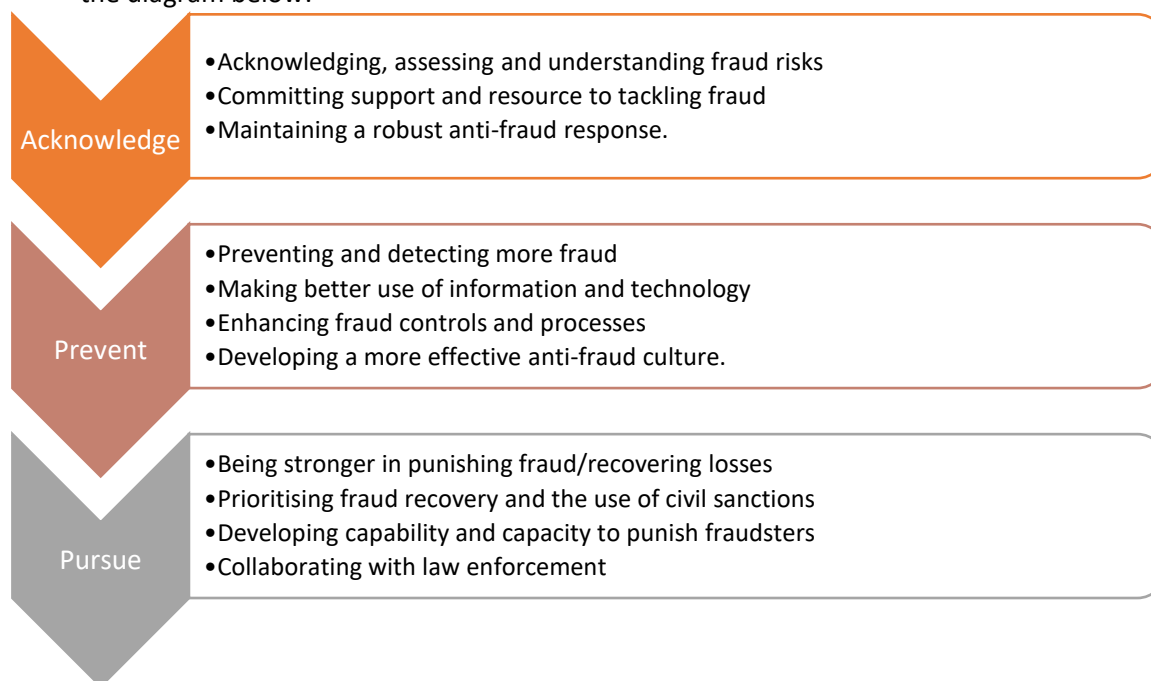 the diagram below:
Acknowledge
•Acknowledging, assessing and understanding fraud risks
•Committing support and resource to tackling fraud
•Maintaining a robust anti-fraud response.
Prevent
•Preventing and detecting more fraud
•Making better use of information and technology
•Enhancing fraud controls and processes
•Developing a more effective anti-fraud culture.
Pursue
•Being stronger in punishing fraud/recovering losses
•Prioritising fraud recovery and the use of civil sanctions
•Developing capability and capacity to punish fraudsters
•Collaborating with law enforcement